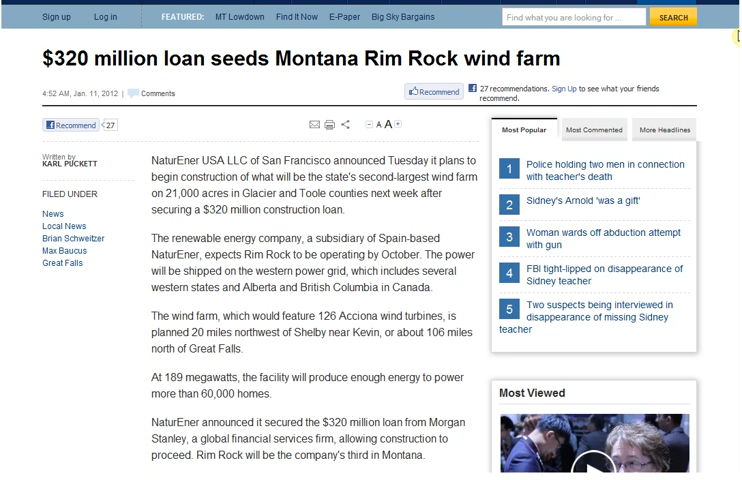 Sign up Log in FEATURED: MT Lowdown Find It Now E-Paper Big Sky Bargains Find what you are looking for ... SEARCH
$320 million loan seeds Montana Rim Rock wind farm
4:52 AM, Jan. 11, 2012 | Comments
Recommend 27 recommendations. Sign Up to see what your friends
recommend.
Recommend 27
A A
Written by
KARL PUCKETT
FILED UNDER
News
Local News
Brian Schweitzer
Max Baucus
Great Falls
NaturEner USA LLC of San Francisco announced Tuesday it plans to
begin construction of what will be the state's second-largest wind farm
on 21,000 acres in Glacier and Toole counties next week after
securing a $320 million construction loan.
The renewable energy company, a subsidiary of Spain-based
NaturEner, expects Rim Rock to be operating by October. The power
will be shipped on the western power grid, which includes several
western states and Alberta and British Columbia in Canada.
The wind farm, which would feature 126 Acciona wind turbines, is
planned 20 miles northwest of Shelby near Kevin, or about 106 miles
north of Great Falls.
At 189 megawatts, the facility will produce enough energy to power
more than 60,000 homes.
NaturEner announced it secured the $320 million loan from Morgan
Stanley, a global financial services firm, allowing construction to
proceed. Rim Rock will be the company's third in Montana.
Most Popular Most Commented More Headlines
1 Police holding two men in connection
with teacher's death
2 Sidney's Arnold 'was a gift'
3 Woman wards off abduction attempt
with gun
4 FBI tight-lipped on disappearance of
Sidney teacher
5 Two suspects being interviewed in
disappearance of missing Sidney
teacher
Most Viewed